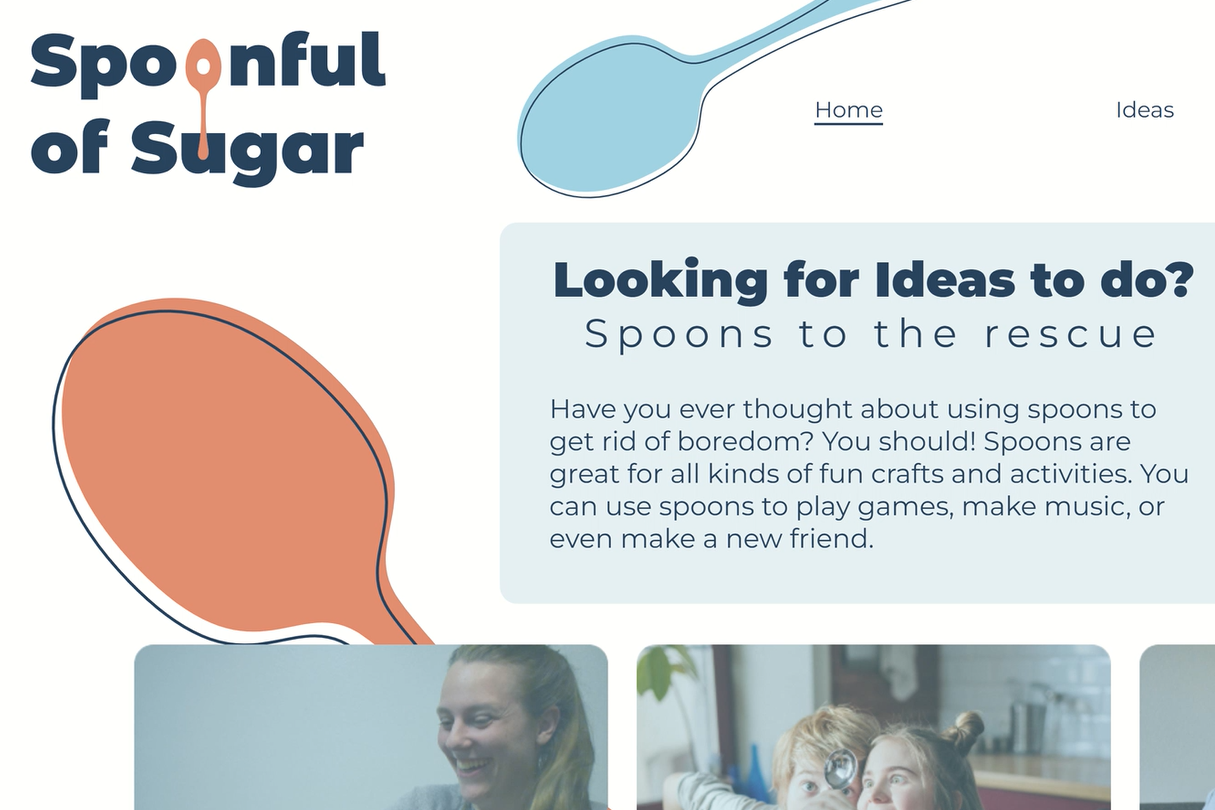 Spoonful
of Sugar
Home
Ideas
Looking for Ideas to do?
Spoons to the rescue
Have you ever thought about using spoons to
get rid of boredom? You should! Spoons are
great for all kinds of fun crafts and activities. You
can use spoons to play games, make music, or
even make a new friend.